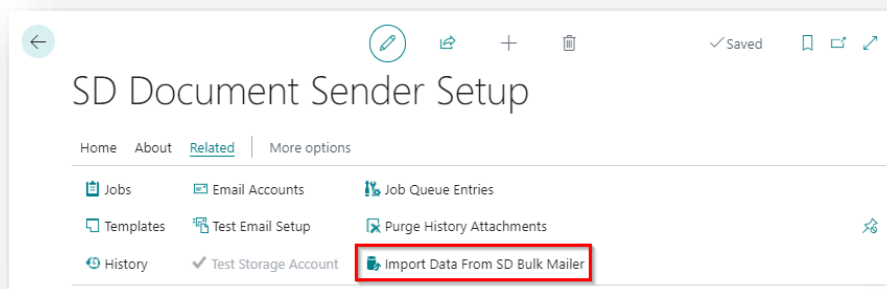 Saved
SD Document Sender Setup
Home About Related More options
Jobs Email Accounts Job Queue Entries
Templates Test Email Setup Purge History Attachments
History Test Storage Account Import Data From SD Bulk Mailer